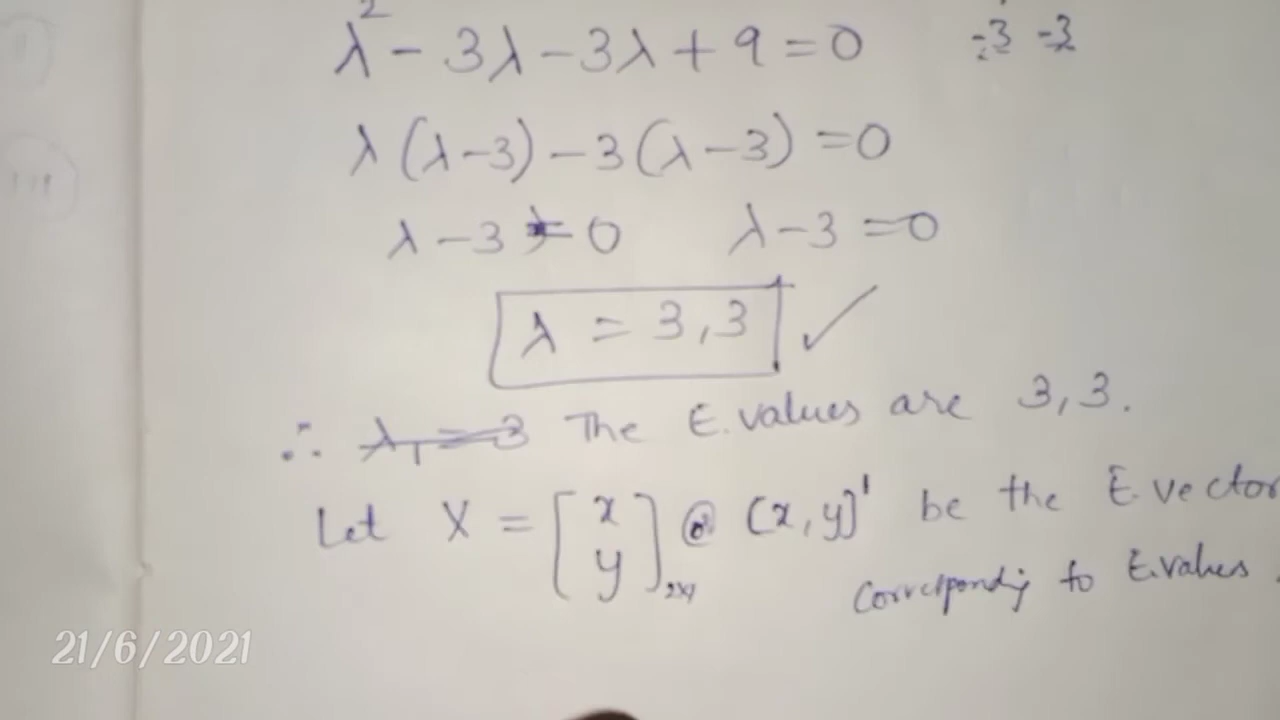 λ² - 3λ - 3λ + 9 = 0 -3 -3
λ (λ-3) - 3 (λ-3) = 0
λ - 3 = 0 λ - 3 = 0
λ = 3, 3 ✓
∴ λ₁ = 3 The E.values are 3, 3.
Let X = [x y]₂ₓ₁ @ [x, y]' be the E.vector
Corresponding to E.values.
21/6/2021